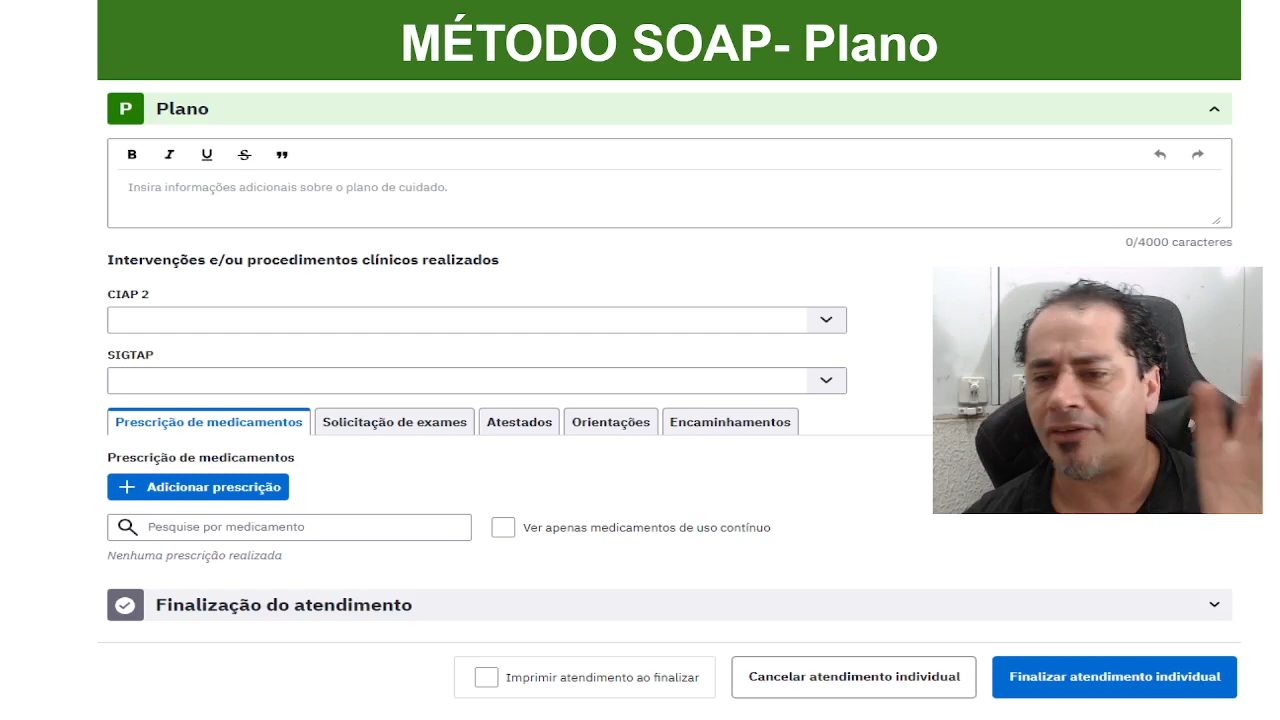 MÉTODO SOAP- Plano
P Plano
B I U S
Insira informações adicionais sobre o plano de cuidado.
0/4000 caracteres
Intervenções e/ou procedimentos clínicos realizados
CIAP 2
SIGTAP
Prescrição de medicamentos Solicitação de exames Atestados Orientações Encaminhamentos
Prescrição de medicamentos
Adicionar prescrição
Pesquise por medicamento Ver apenas medicamentos de uso contínuo
Nenhuma prescrição realizada
Finalização do atendimento
Imprimir atendimento ao finalizar Cancelar atendimento individual Finalizar atendimento individual